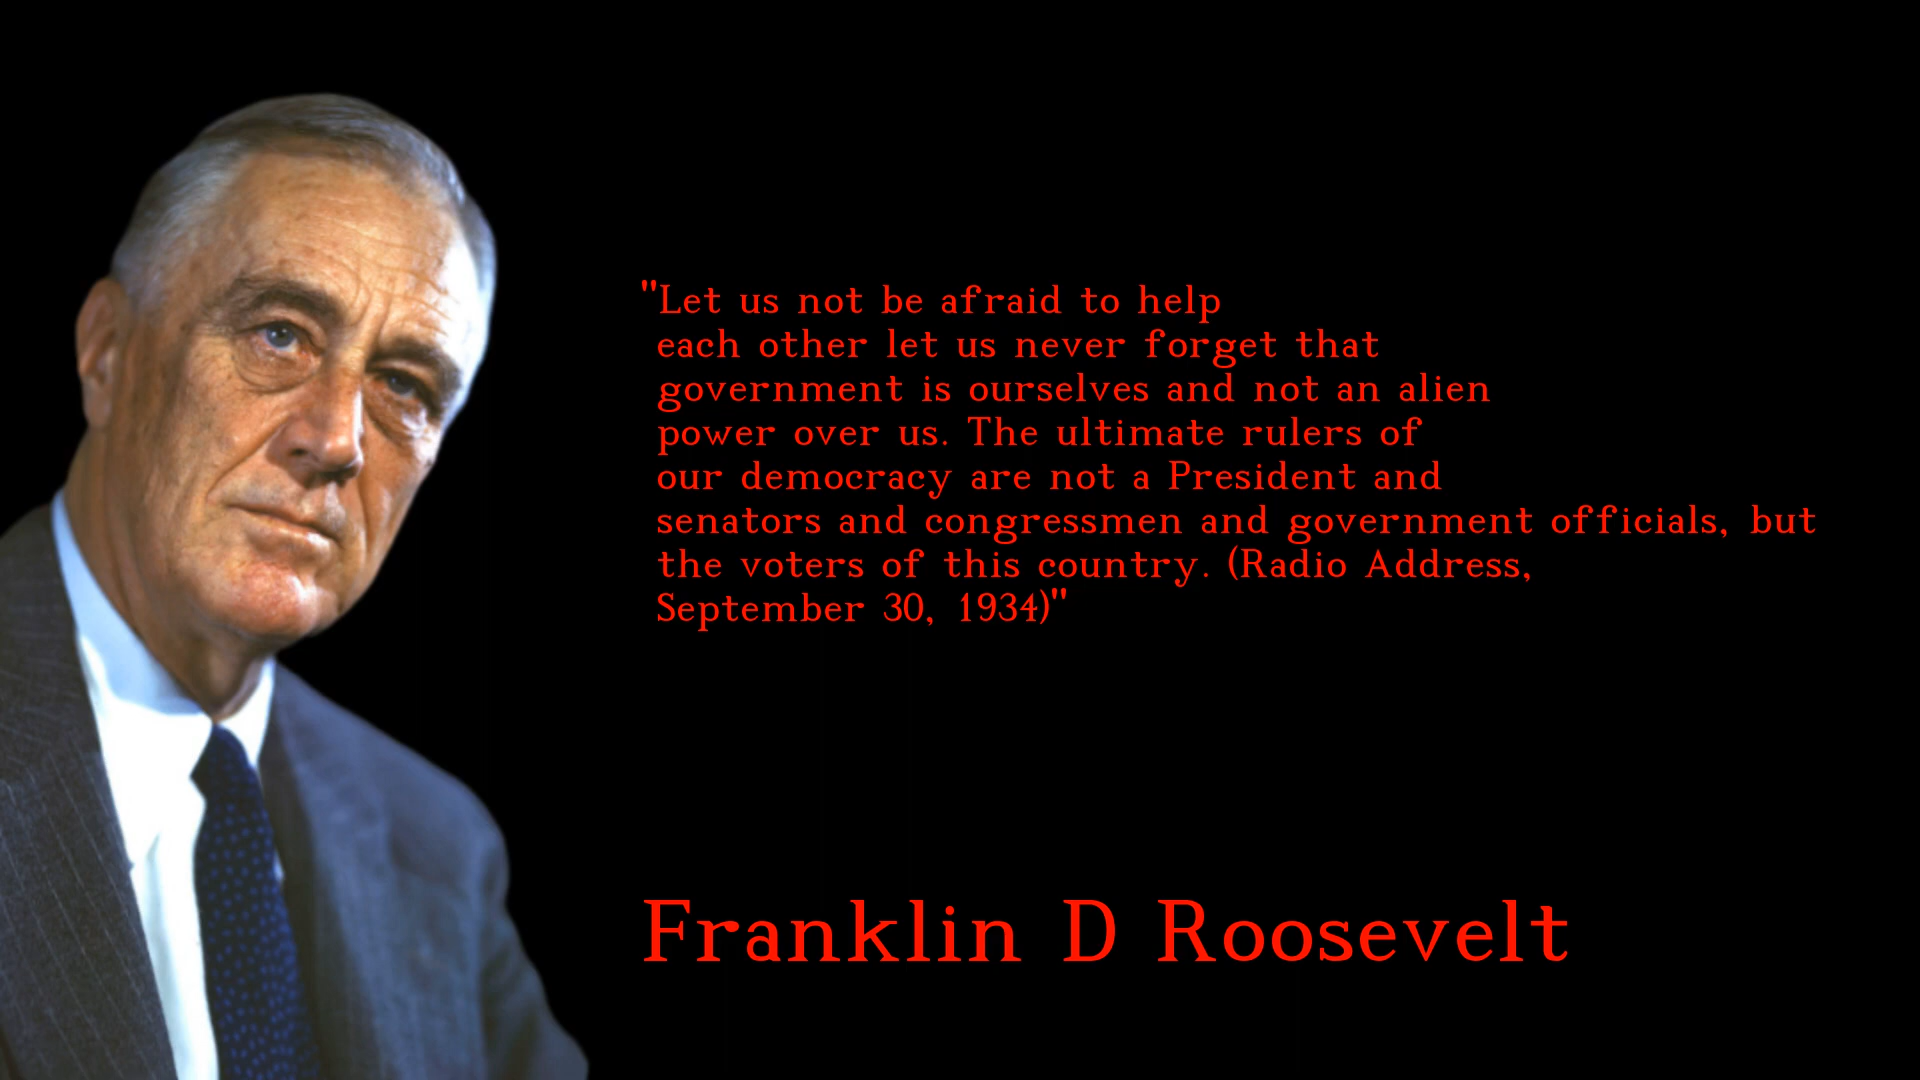 "Let us not be afraid to help
each other let us never forget that
government is ourselves and not an alien
power over us. The ultimate rulers of
our democracy are not a President and
senators and congressmen and government officials, but
the voters of this country. (Radio Address,
September 30, 1934)"
Franklin D Roosevelt